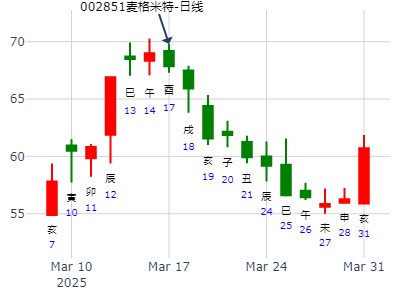 002851麦格米特-日线
70
65
60
55
亥
7
寅
10
卯
11
辰
12
巳
13
午
14
酉
17
戌
18
亥
19
子
20
丑
21
辰
24
巳
25
午
26
未
27
申
28
亥
31
Mar 10
2025
Mar 17
Mar 24
Mar 31